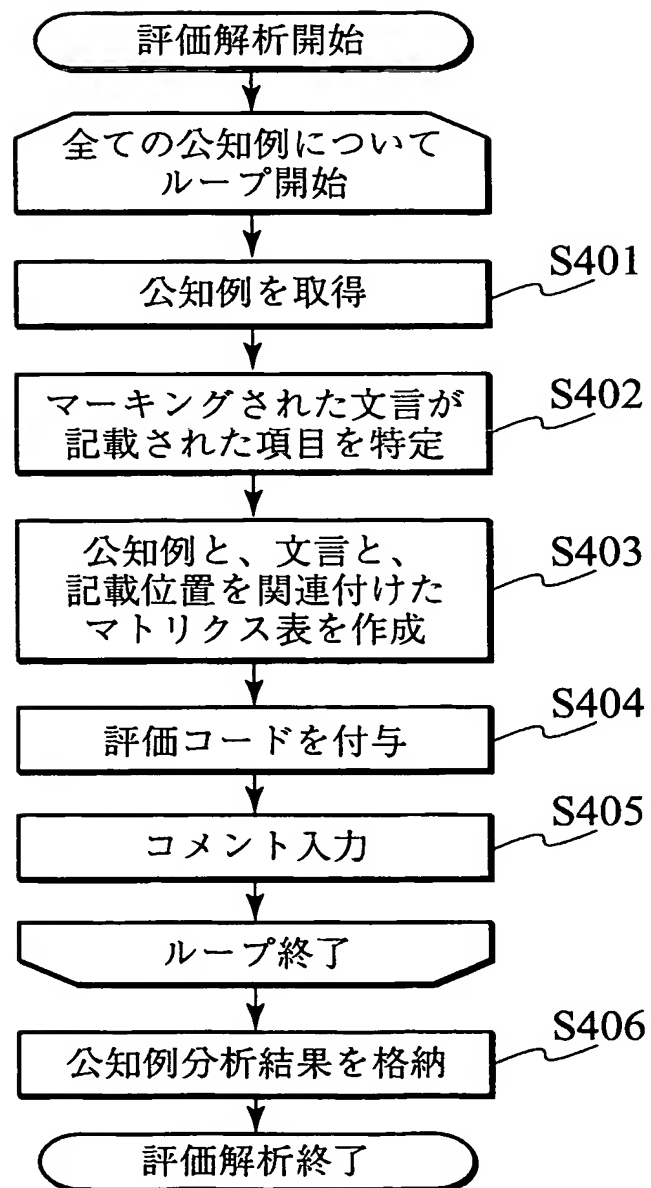 評価解析開始
全ての公知例について
ループ開始
公知例を取得
S401
マーキングされた文言が
記載された項目を特定
S402
公知例と、文言と、
記載位置を関連付けた
マトリクス表を作成
S403
評価コードを付与
S404
コメント入力
S405
ループ終了
公知例分析結果を格納
S406
評価解析終了